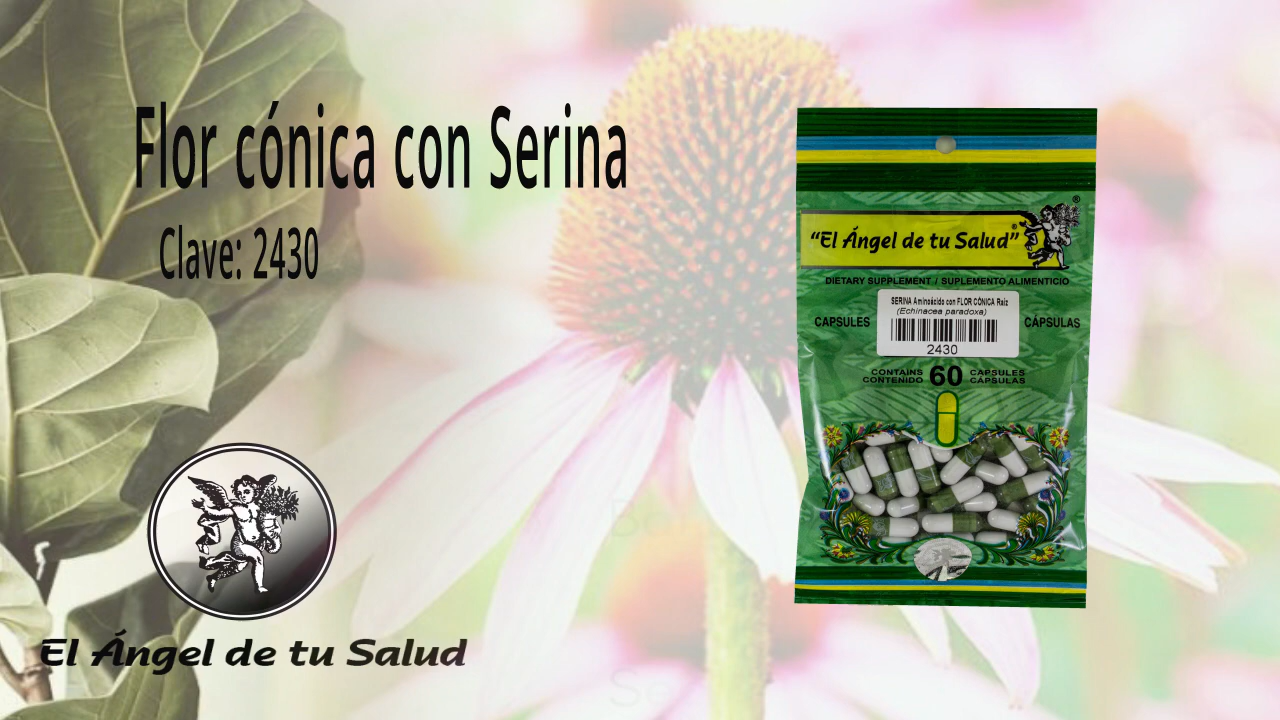 Flor cónica con Serina
Clave: 2430
"El Ángel de tu Salud"®
®
DIETARY SUPPLEMENT / SUPLEMENTO ALIMENTICIO
SERINA Aminoácido con FLOR CÓNICA Raíz
(Echinacea paradoxa)
CAPSULES
CÁPSULAS
2430
CONTAINS 60 CAPSULES
CONTENIDO CÁPSULAS
El Ángel de tu Salud